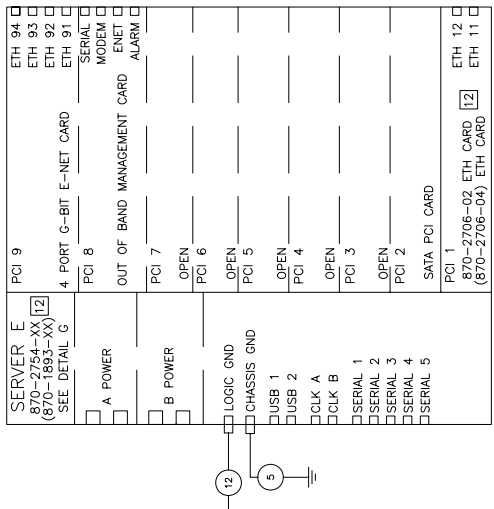 SERVER E
870-2754-XX 12
(870-1893-XX)
SEE DETAIL G
A POWER
B POWER
LOGIC GND
CHASSIS GND
USB 1
USB 2
CLK A
CLK B
SERIAL 1
SERIAL 2
SERIAL 3
SERIAL 4
SERIAL 5
12
5
PCI 9
4 PORT G-BIT E-NET CARD
ETH 94
ETH 93
ETH 92
ETH 91
PCI 8
OUT OF BAND MANAGEMENT CARD
SERIAL
MODEM
ENET
ALARM
PCI 7
OPEN
PCI 6
OPEN
PCI 5
OPEN
PCI 4
OPEN
PCI 3
OPEN
PCI 2
SATA PCI CARD
PCI 1
870-2706-02 ETH CARD 12
(870-2706-04) ETH CARD
ETH 12
ETH 11